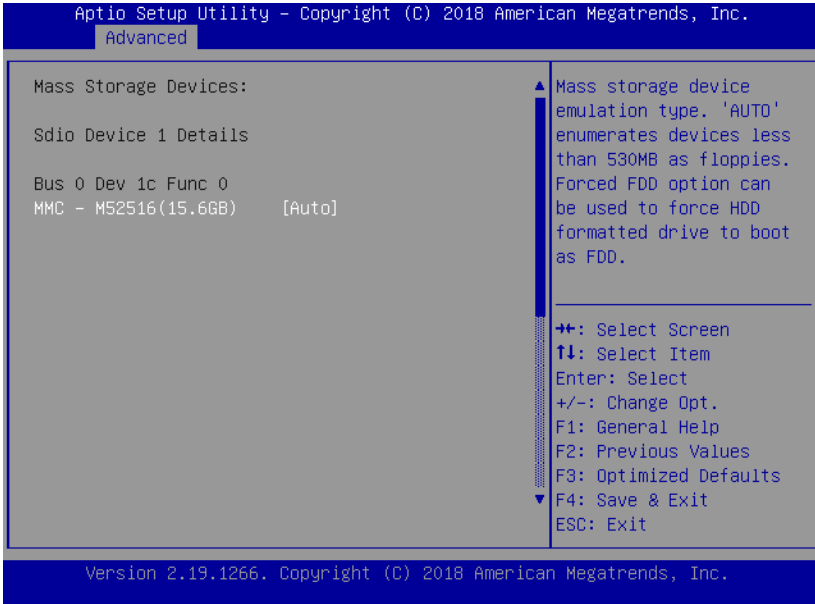 Aptio Setup Utility – Copyright (C) 2018 American Megatrends, Inc.
Advanced
Mass Storage Devices:
Sdio Device 1 Details
Bus 0 Dev 1c Func 0
MMC - M52516(15.6GB) [Auto]
Mass storage device
emulation type. 'AUTO'
enumerates devices less
than 530MB as floppies.
Forced FDD option can
be used to force HDD
formatted drive to boot
as FDD.
→←: Select Screen
↑↓: Select Item
Enter: Select
+/-: Change Opt.
F1: General Help
F2: Previous Values
F3: Optimized Defaults
F4: Save & Exit
ESC: Exit
Version 2.19.1266. Copyright (C) 2018 American Megatrends, Inc.